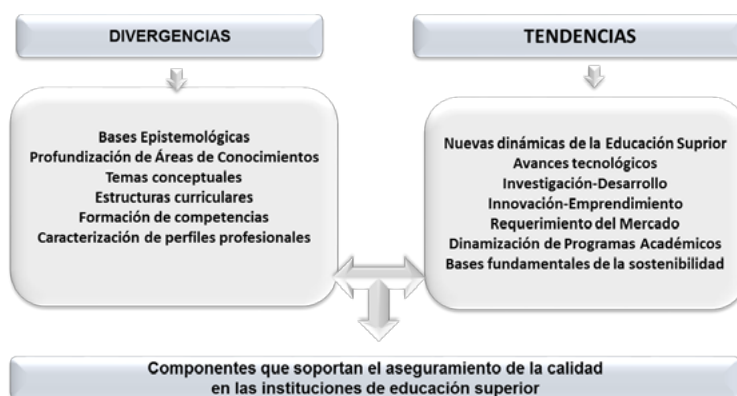 DIVERGENCIAS
Bases Epistemológicas
Profundización de Áreas de Conocimientos
Temas conceptuales
Estructuras curriculares
Formación de competencias
Caracterización de perfiles profesionales
TENDENCIAS
Nuevas dinámicas de la Educación Suprior
Avances tecnológicos
Investigación-Desarrollo
Innovación-Emprendimiento
Requerimiento del Mercado
Dinamización de Programas Académicos
Bases fundamentales de la sostenibilidad
Componentes que soportan el aseguramiento de la calidad
en las instituciones de educación superior